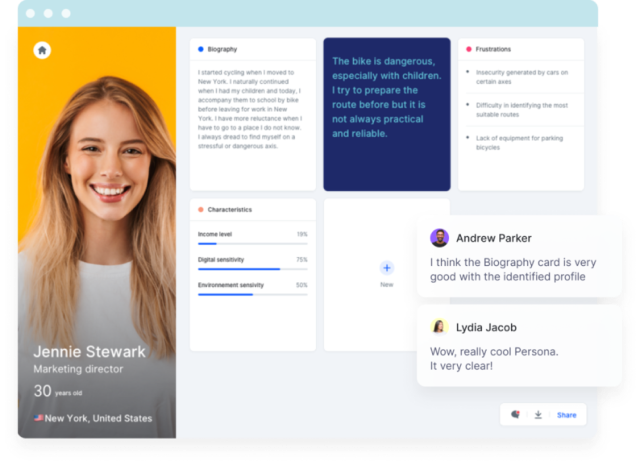 Jennie Stewark
Marketing director
30 years old
New York, United States
Biography
I started cycling when I moved to
New York. I naturally continued
when I had my children and today, I
accompany them to school by bike
before leaving for work in New
York. I have more reluctance when I
have to go to a place I do not know.
I always dread to find myself on a
stressful or dangerous axis.
The bike is dangerous,
especially with children.
I try to prepare the
route before but it is
not always practical
and reliable.
Frustrations
Insecurity generated by cars on
certain axes
Difficulty in identifying the most
suitable routes
Lack of equipment for parking
bicycles
Characteristics
Income level 19%
Digital sensitivity 75%
Environnement sensivity 50%
New
Andrew Parker
I think the Biography card is very
good with the identified profile
Lydia Jacob
Wow, really cool Persona.
It very clear!
Share